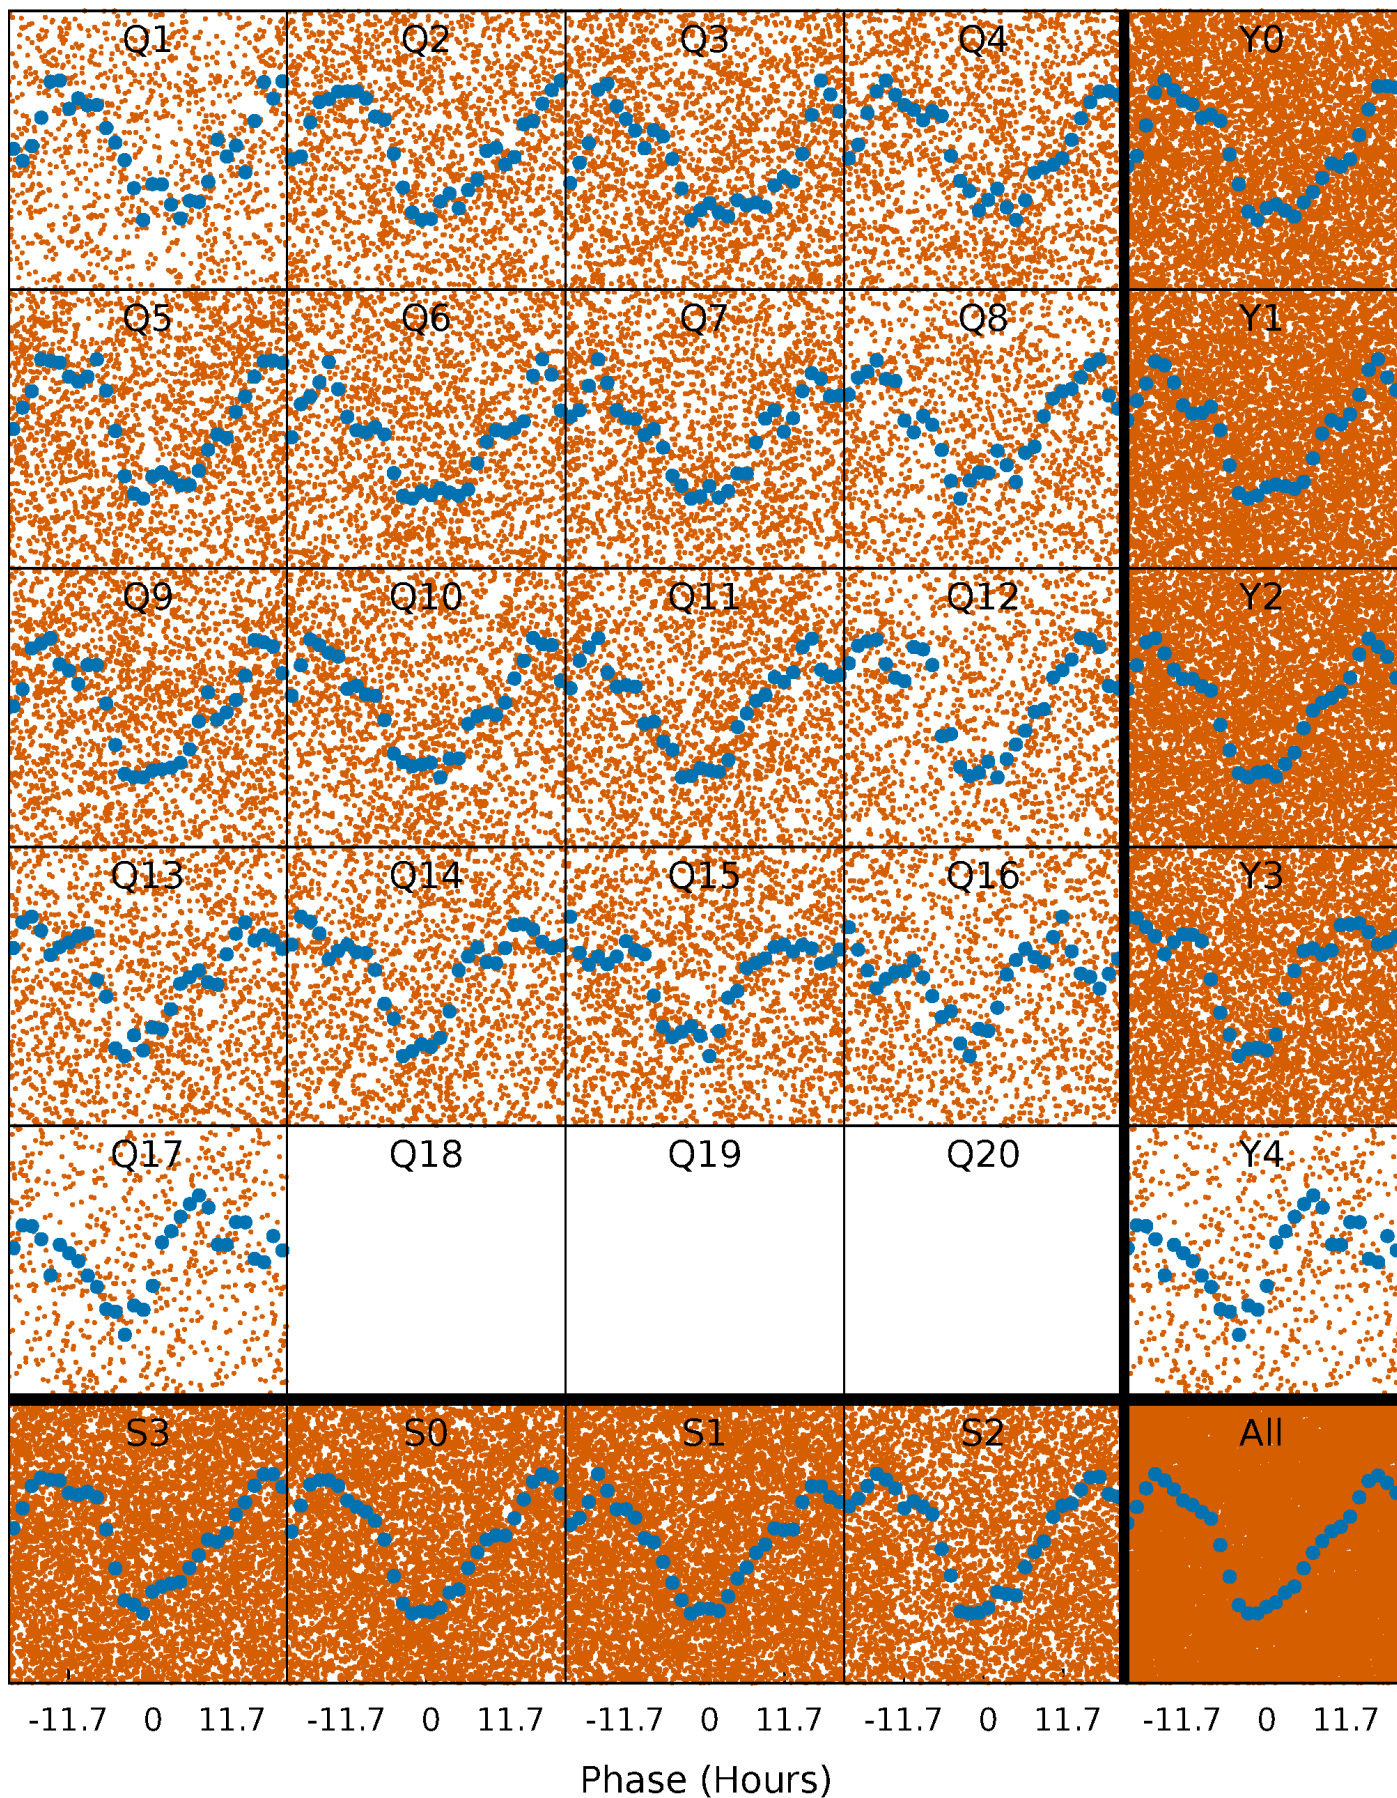 Q1 Q2 Q3 Q4 Y0
Q5 Q6 Q7 Q8 Y1
Q9 Q10 Q11 Q12 Y2
Q13 Q14 Q15 Q16 Y3
Q17 Q18 Q19 Q20 Y4
S3 S0 S1 S2 All
-11.7 0 11.7 -11.7 0 11.7 -11.7 0 11.7 -11.7 0 11.7 -11.7 0 11.7
Phase (Hours)